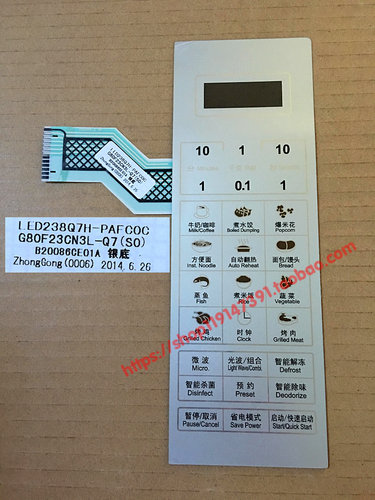 LED238Q7H-PAFCOC
G80F23CN3L-Q7(S0)
B20086CE01A 银底
ZhongGong(0006) 2014.6.26
10 1 10
1 0.1 1
牛奶/咖啡 煮水饺 爆米花
Milk/Coffee Boiled Dumpling Popcorn
方便面 自动翻热 面包/馒头
Inst. Noodle Auto Reheat Bread
蒸鱼 煮米饭 蔬菜
Fish Rice Vegetable
烤鸡 时钟 烤肉
Grilled Chicken Clock Grilled Meat
微波 光波/组合 智能解冻
Micro. Light Wave/Combi. Defrost
智能杀菌 预约 智能除味
Disinfect Preset Deodorize
暂停/取消 省电模式 启动/快速启动
Pause/Cancel Save Power Start/Quick Start
https://shop119147391.taobao.com